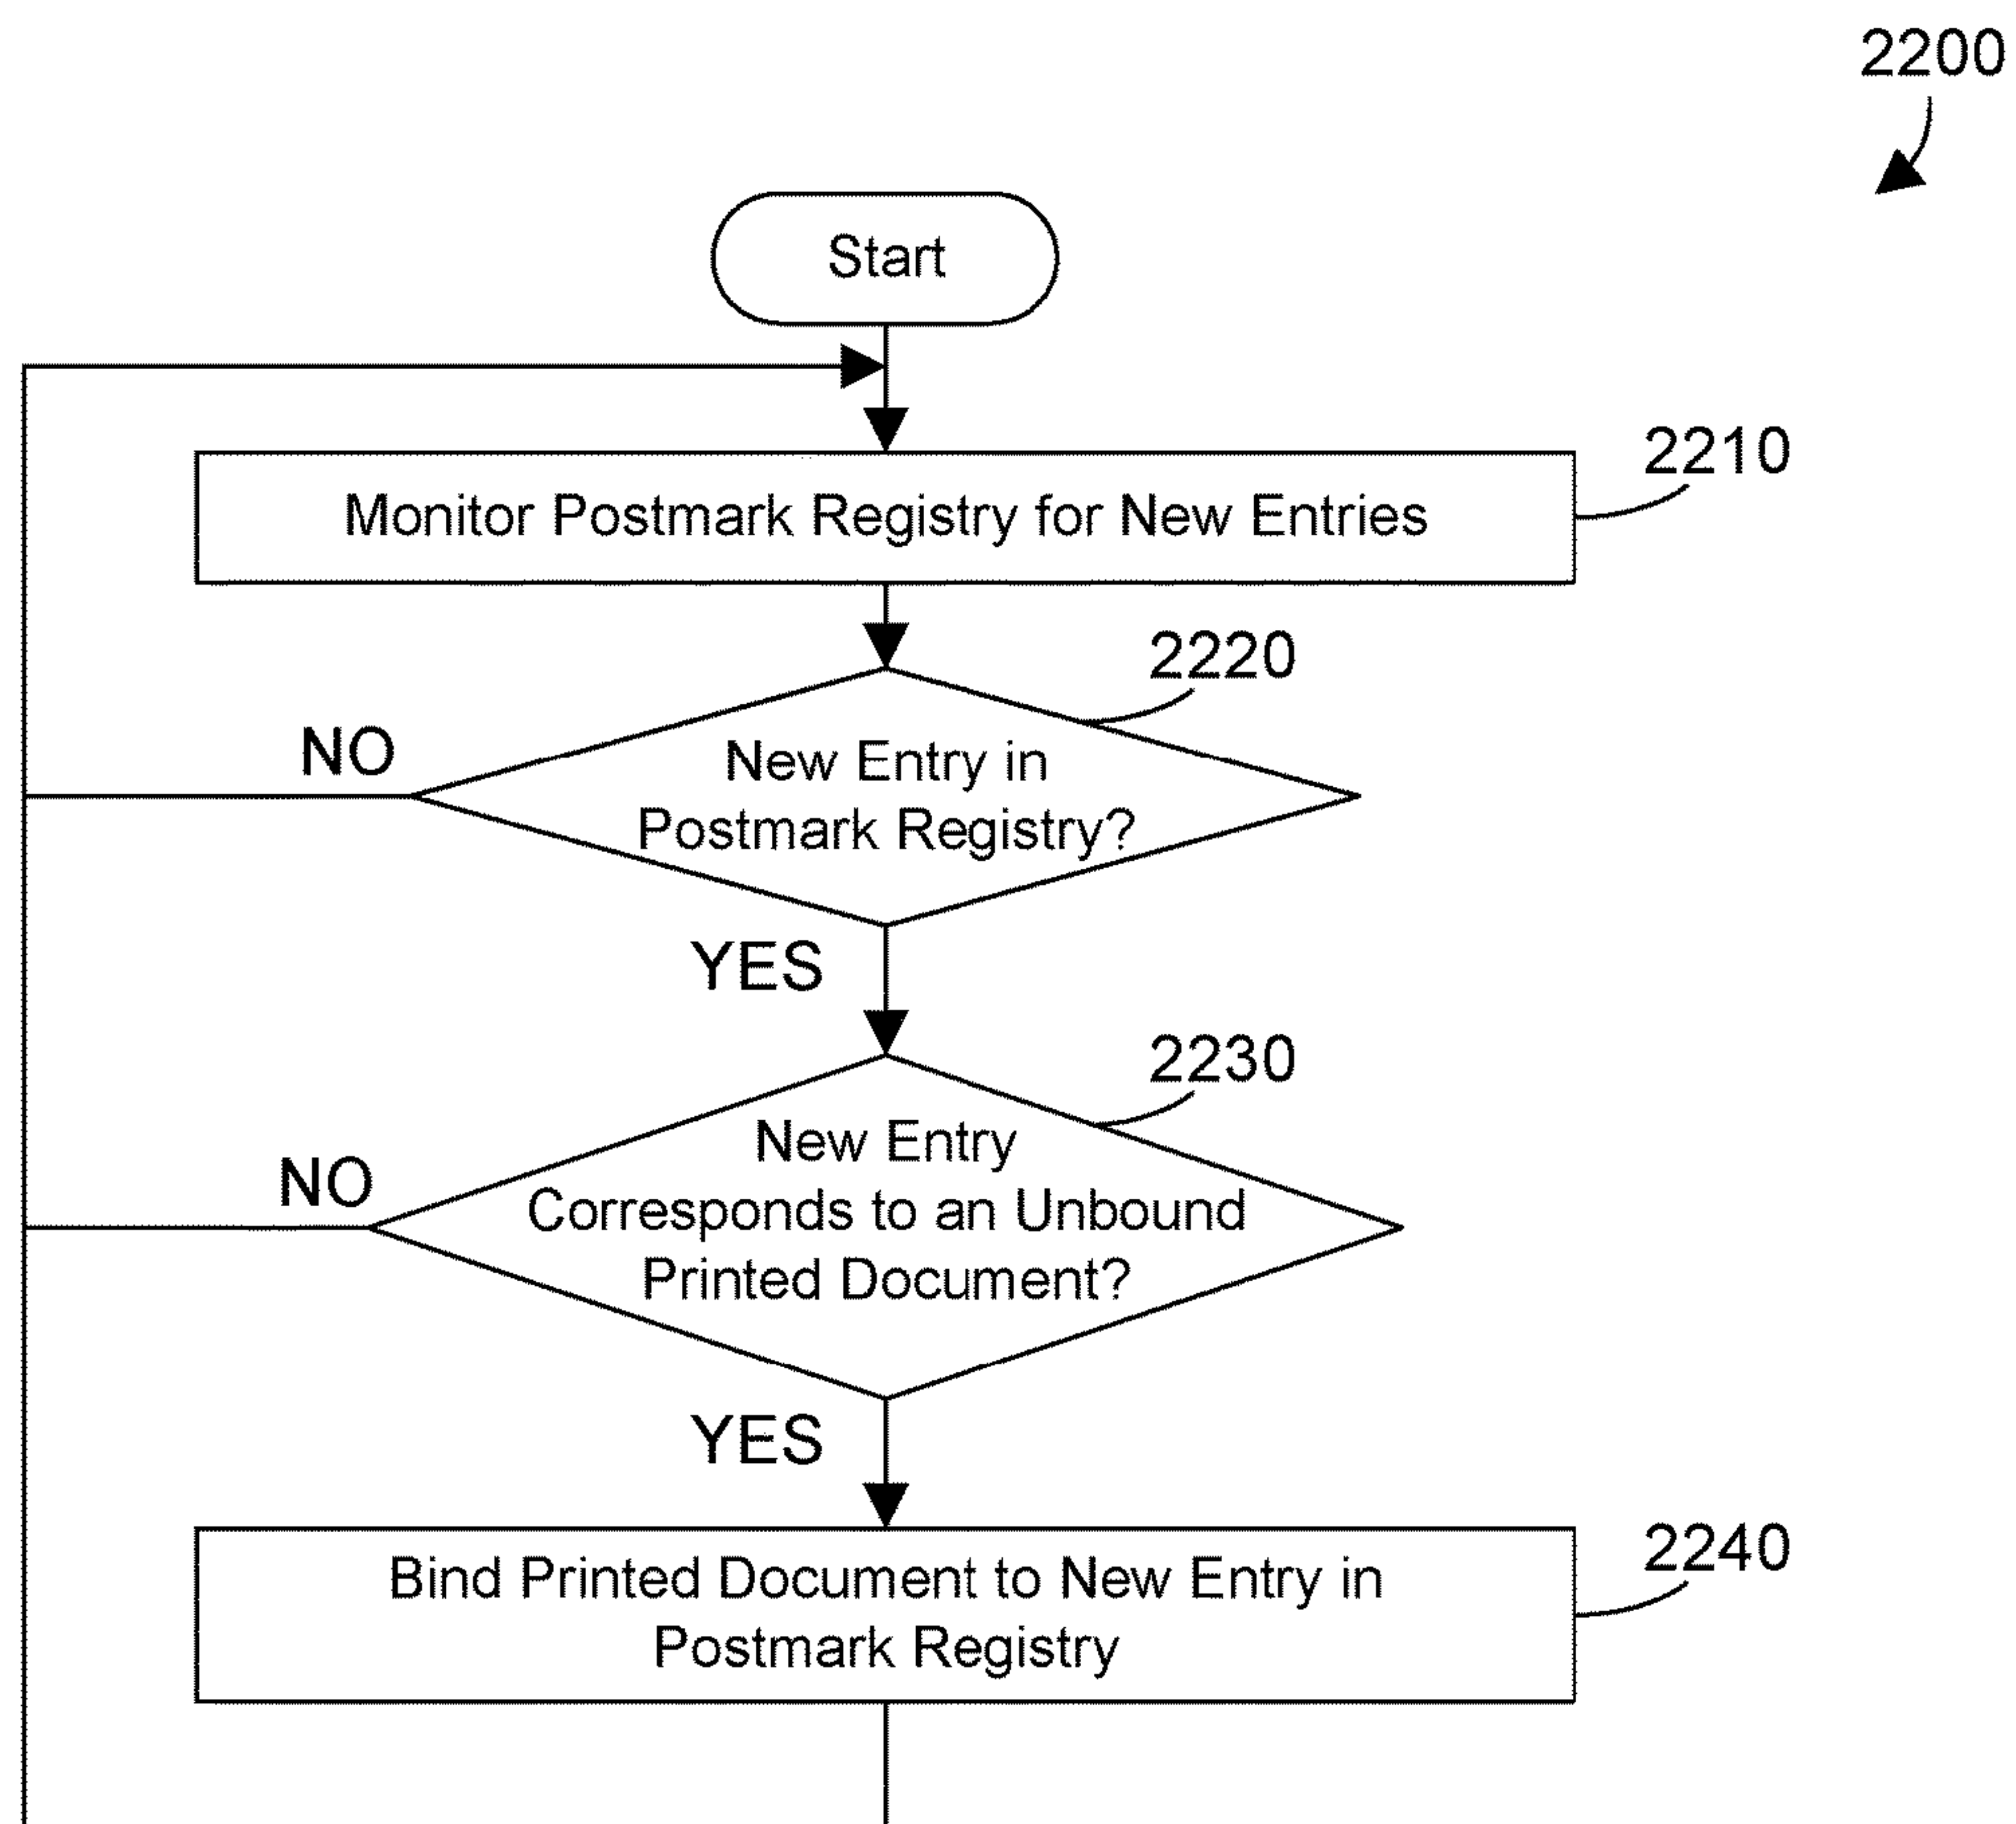 2200
Start
2210
Monitor Postmark Registry for New Entries
2220
NO
New Entry in
Postmark Registry?
YES
2230
NO
New Entry
Corresponds to an Unbound
Printed Document?
YES
2240
Bind Printed Document to New Entry in
Postmark Registry